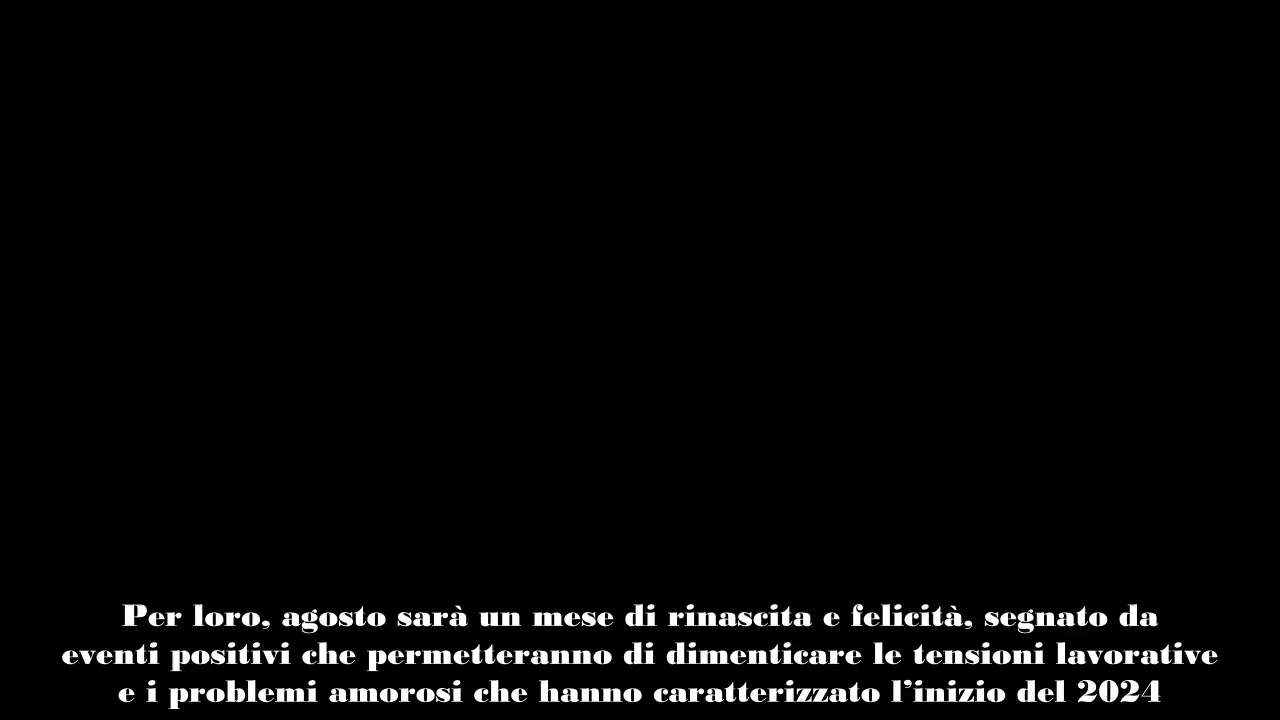 Per loro, agosto sarà un mese di rinascita e felicità, segnato da
eventi positivi che permetteranno di dimenticare le tensioni lavorative
e i problemi amorosi che hanno caratterizzato l’inizio del 2024